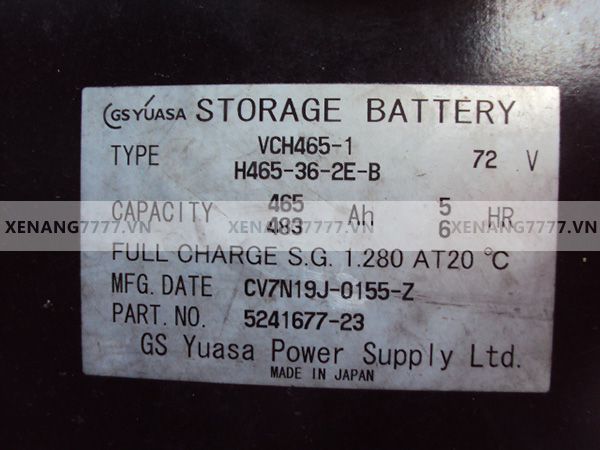 GS YUASA STORAGE BATTERY
TYPE VCH465-1 72 V
H465-36-2E-B
CAPACITY 465 Ah 5 HR
483 6
XENANG7777.VN XENANG7777.VN XENANG7777.VN
FULL CHARGE S.G. 1.280 AT20 °C
MFG. DATE CV7N19J-0155-Z
PART. NO. 5241677-23
GS Yuasa Power Supply Ltd.
MADE IN JAPAN